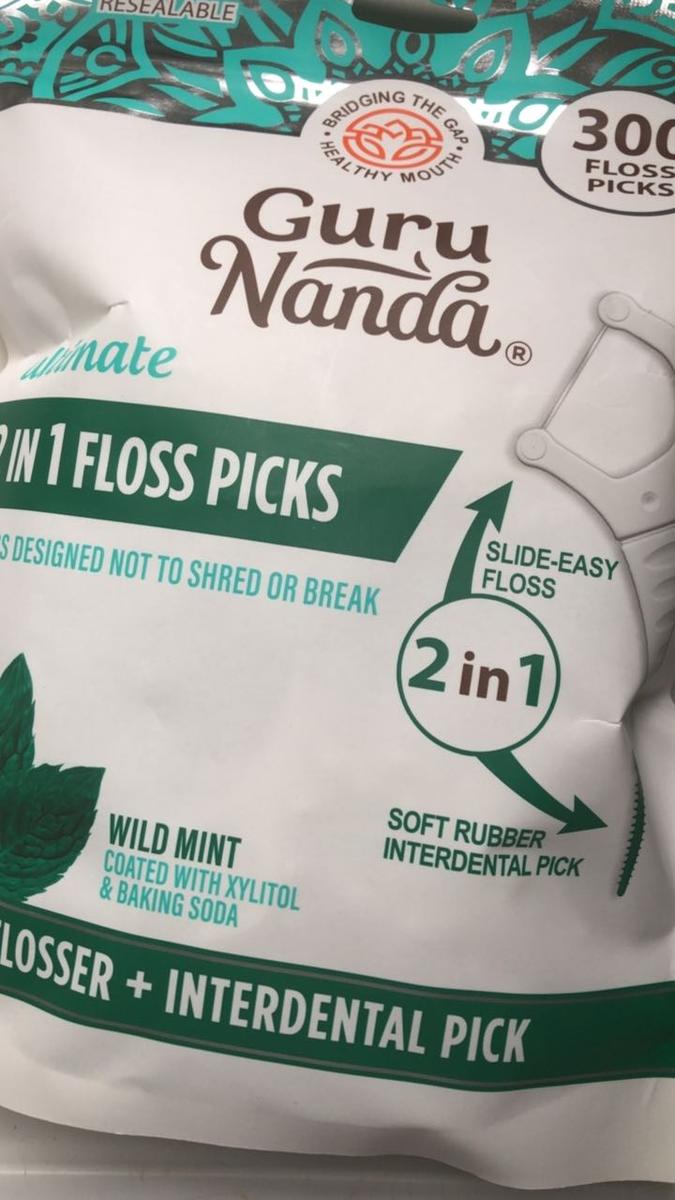 RESEALABLE
• BRIDGING THE GAP •
HEALTHY MOUTH
300
FLOSS
PICKS
Guru
Nanda®
IN 1 FLOSS PICKS
DESIGNED NOT TO SHRED OR BREAK
SLIDE-EASY
FLOSS
2 in 1
SOFT RUBBER
INTERDENTAL PICK
WILD MINT
COATED WITH XYLITOL
& BAKING SODA
+ INTERDENTAL PICK